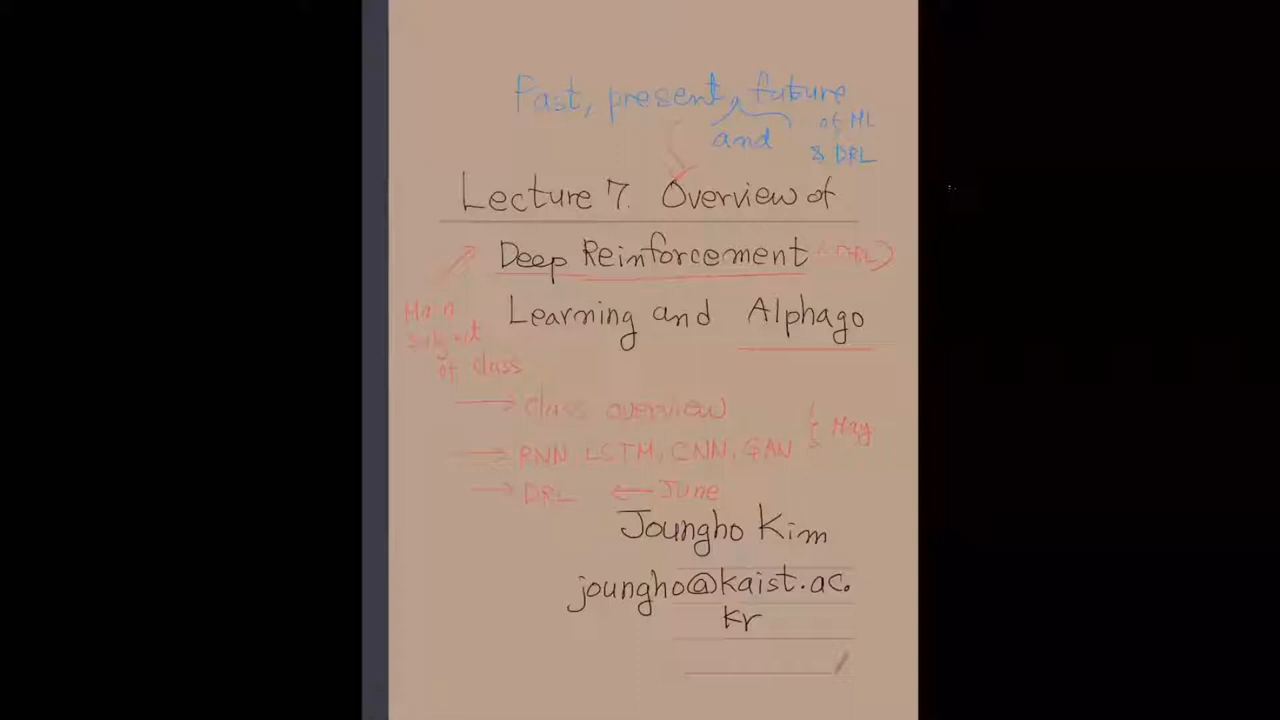 Past, present, future
and
of ML
& DRL
Lecture 7. Overview of
Deep Reinforcement (DRL)
Learning and Alphago
Main
subject
of class
→ class overview
→ RNN, LSTM, CNN, GAN
May
→ DRL ← June
Joungho Kim
joungho@kaist.ac.
kr